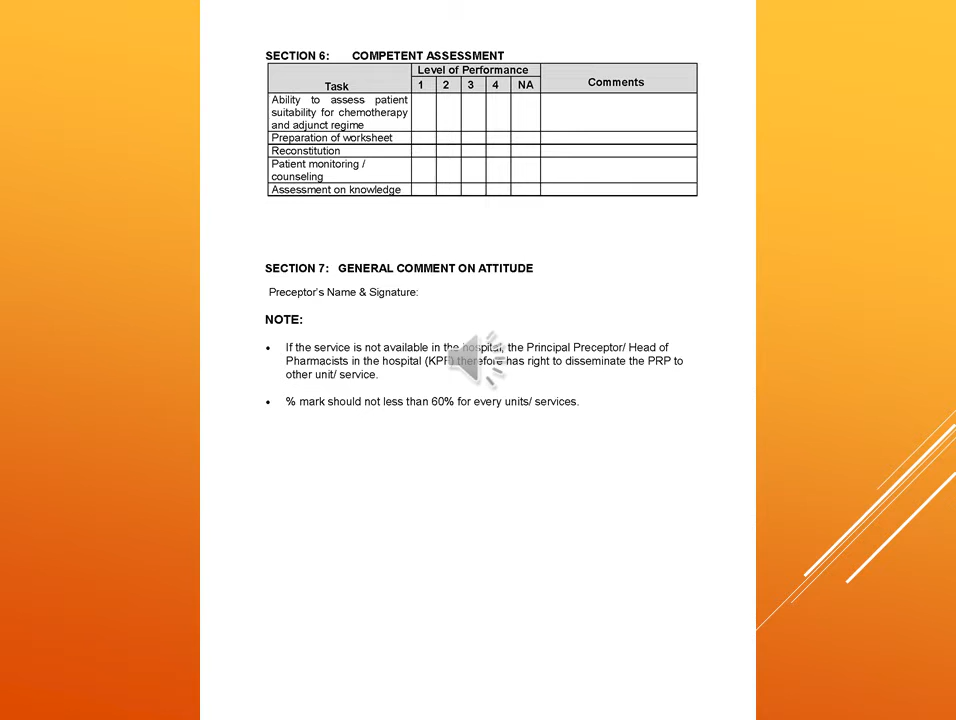 SECTION 6: COMPETENT ASSESSMENT
Level of Performance
Task 1 2 3 4 NA Comments
Ability to assess patient
suitability for chemotherapy
and adjunct regime
Preparation of worksheet
Reconstitution
Patient monitoring /
counseling
Assessment on knowledge
SECTION 7: GENERAL COMMENT ON ATTITUDE
Preceptor's Name & Signature:
NOTE:
• If the service is not available in the hospital, the Principal Preceptor/ Head of
Pharmacists in the hospital (KPF) therefore has right to disseminate the PRP to
other unit/ service.
• % mark should not less than 60% for every units/ services.